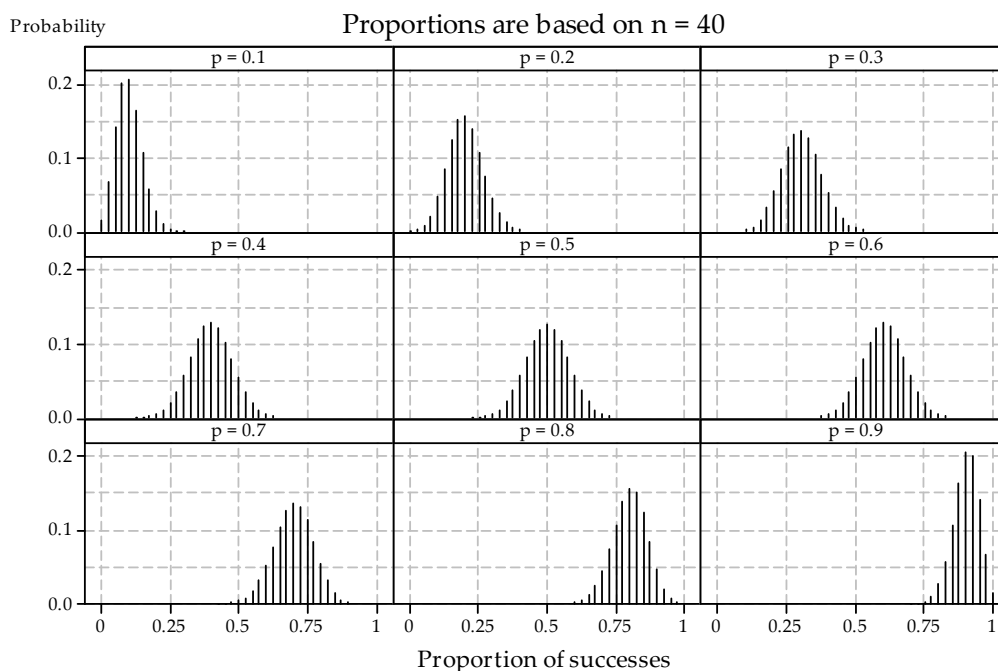 Probability
Proportions are based on n = 40
p = 0.1 p = 0.2 p = 0.3
0.2
0.1
0.0
p = 0.4 p = 0.5 p = 0.6
0.2
0.1
0.0
p = 0.7 p = 0.8 p = 0.9
0.2
0.1
0.0
0 0.25 0.5 0.75 1 0 0.25 0.5 0.75 1 0 0.25 0.5 0.75 1
Proportion of successes